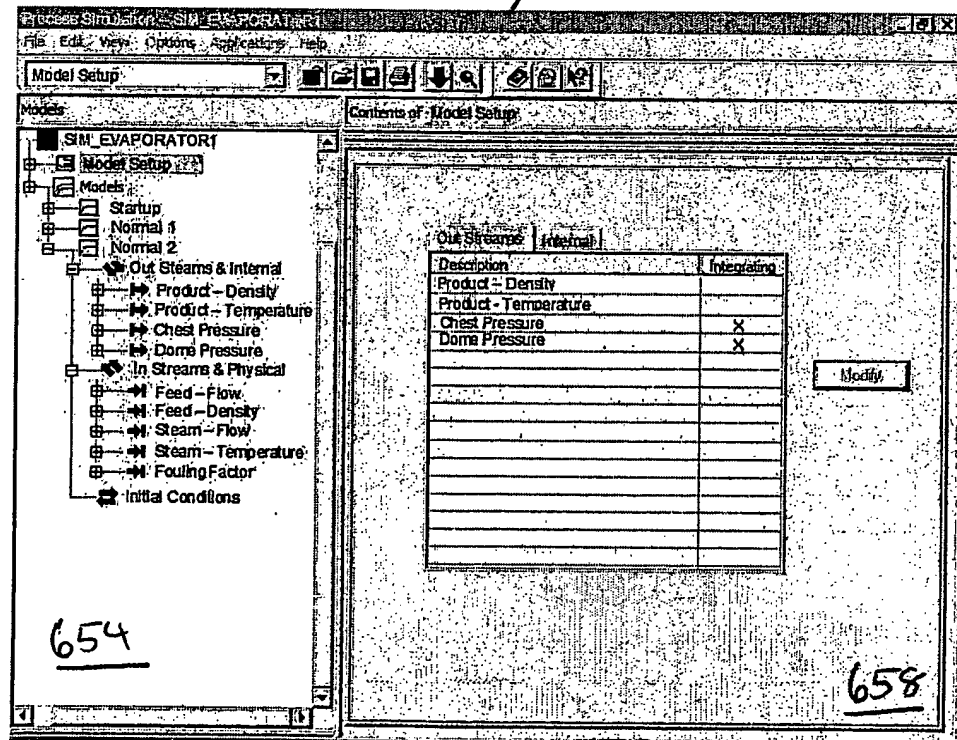 Process Simulation - SIM_EVAPORATOR1
File Edit View Options Applications Help
Model Setup
Models
Contents of 'Model Setup'
SIM_EVAPORATOR1
Model Setup
Models
Startup
Normal 1
Normal 2
Out Steams & Internal
Product - Density
Product - Temperature
Chest Pressure
Dome Pressure
In Streams & Physical
Feed - Flow
Feed - Density
Steam - Flow
Steam - Temperature
Fouling Factor
Initial Conditions
654
Out Streams Internal
Description Integrating
Product - Density
Product - Temperature
Chest Pressure X
Dome Pressure X
Modify
658